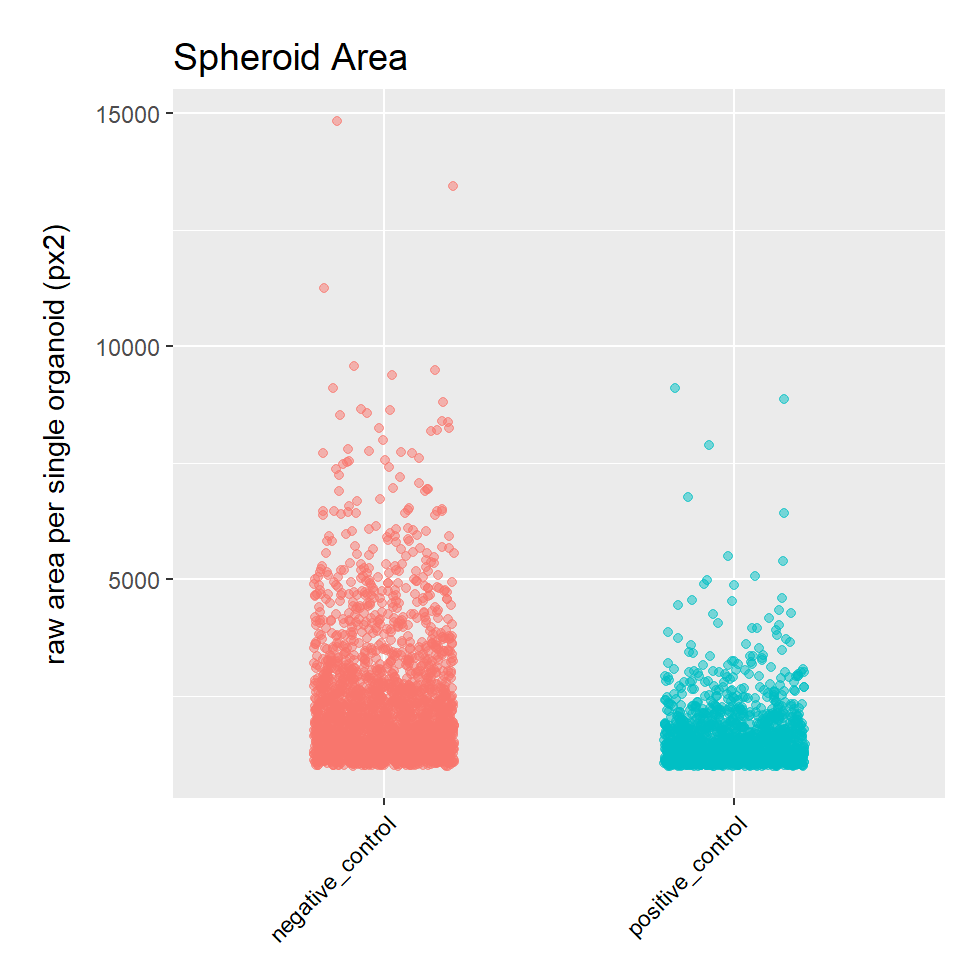 Spheroid Area
raw area per single organoid (px2)
15000
10000
5000
negative_control
positive_control